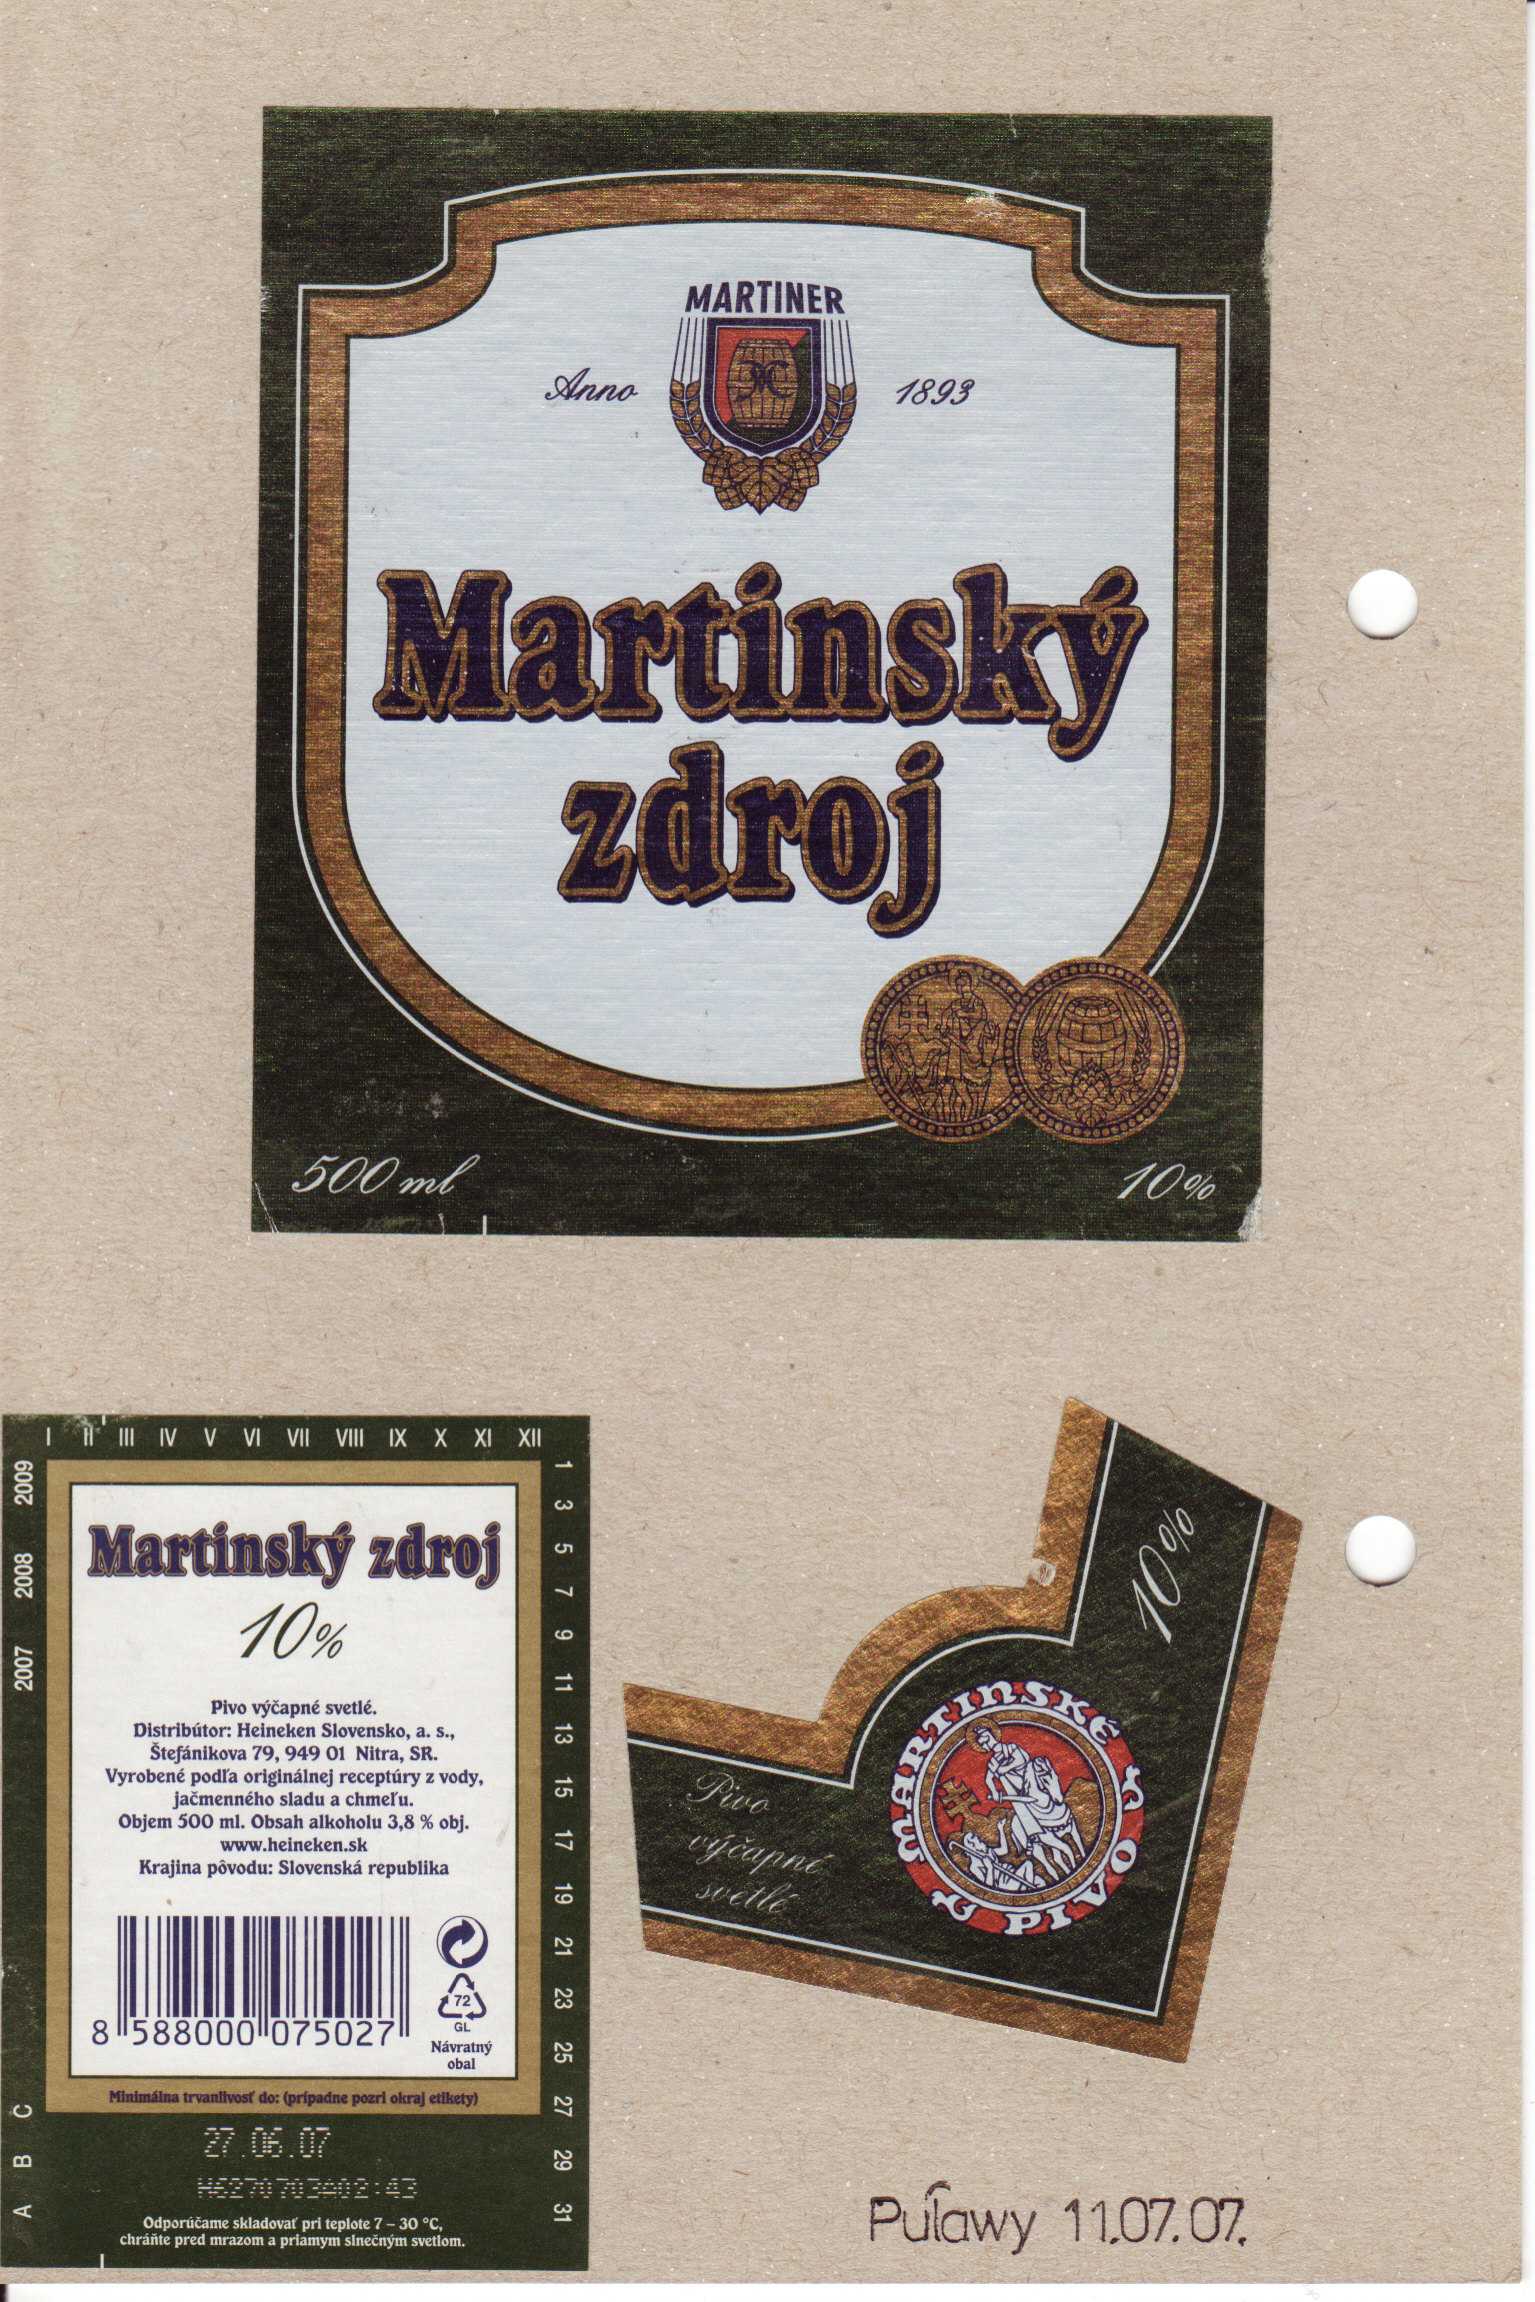 MARTINER
Anno 1893
Martinský
zdroj
500 ml 10%
I II III IV V VI VII VIII IX X XI XII
2009
2008
2007
C
B
A
1
3
5
7
9
11
13
15
17
19
21
23
25
27
29
31
Martinský zdroj
10%
Pivo výčapné svetlé.
Distribútor: Heineken Slovensko, a. s.,
Štefánikova 79, 949 01 Nitra, SR.
Vyrobené podľa originálnej receptúry z vody,
jačmenného sladu a chmeľu.
Objem 500 ml. Obsah alkoholu 3,8 % obj.
www.heineken.sk
Krajina pôvodu: Slovenská republika
8 588000 075027
72
GL
Návratný
obal
Minimálna trvanlivosť do: (prípadne pozri okraj etikety)
27.06.07
Odporúčame skladovať pri teplote 7 – 30 °C,
chráňte pred mrazom a priamym slnečným svetlom.
10%
Pivo
výčapné
svetlé
MARTINSKÉ
PIVO
Puławy 11.07.07.